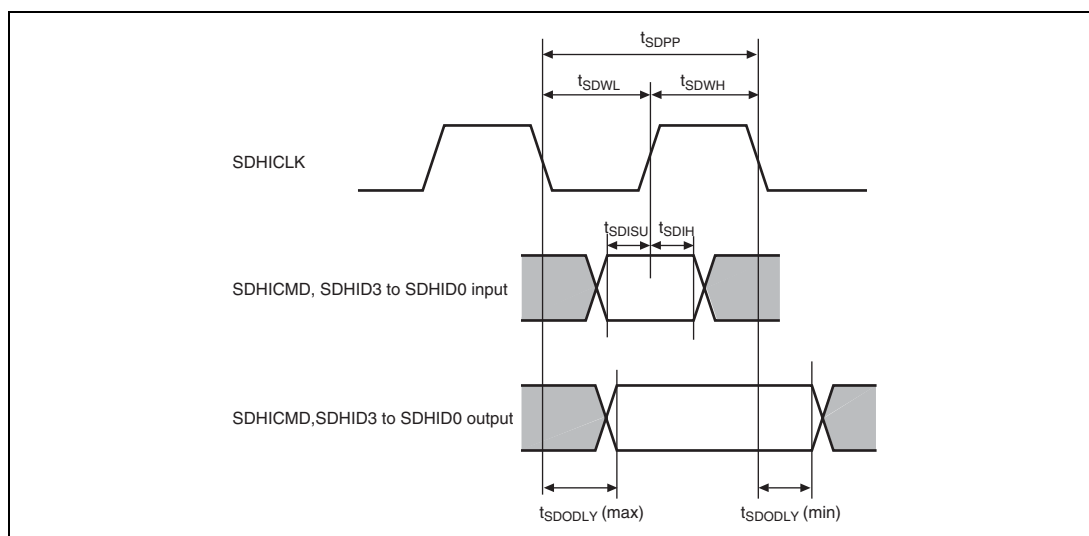 tSDPP
tSDWL tSDWH
SDHICLK
tSDISU tSDIH
SDHICMD, SDHID3 to SDHID0 input
SDHICMD,SDHID3 to SDHID0 output
tSDODLY (max) tSDODLY (min)